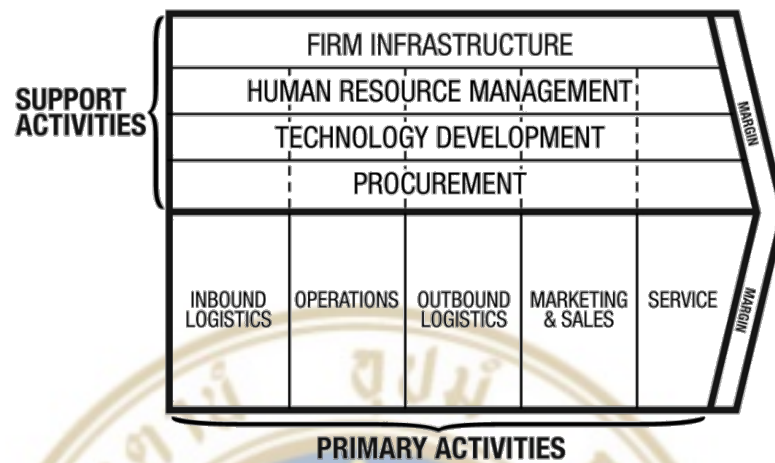 FIRM INFRASTRUCTURE
SUPPORT
ACTIVITIES
HUMAN RESOURCE MANAGEMENT
TECHNOLOGY DEVELOPMENT
PROCUREMENT
MARGIN
INBOUND
LOGISTICS
OPERATIONS
OUTBOUND
LOGISTICS
MARKETING
& SALES
SERVICE
MARGIN
PRIMARY ACTIVITIES